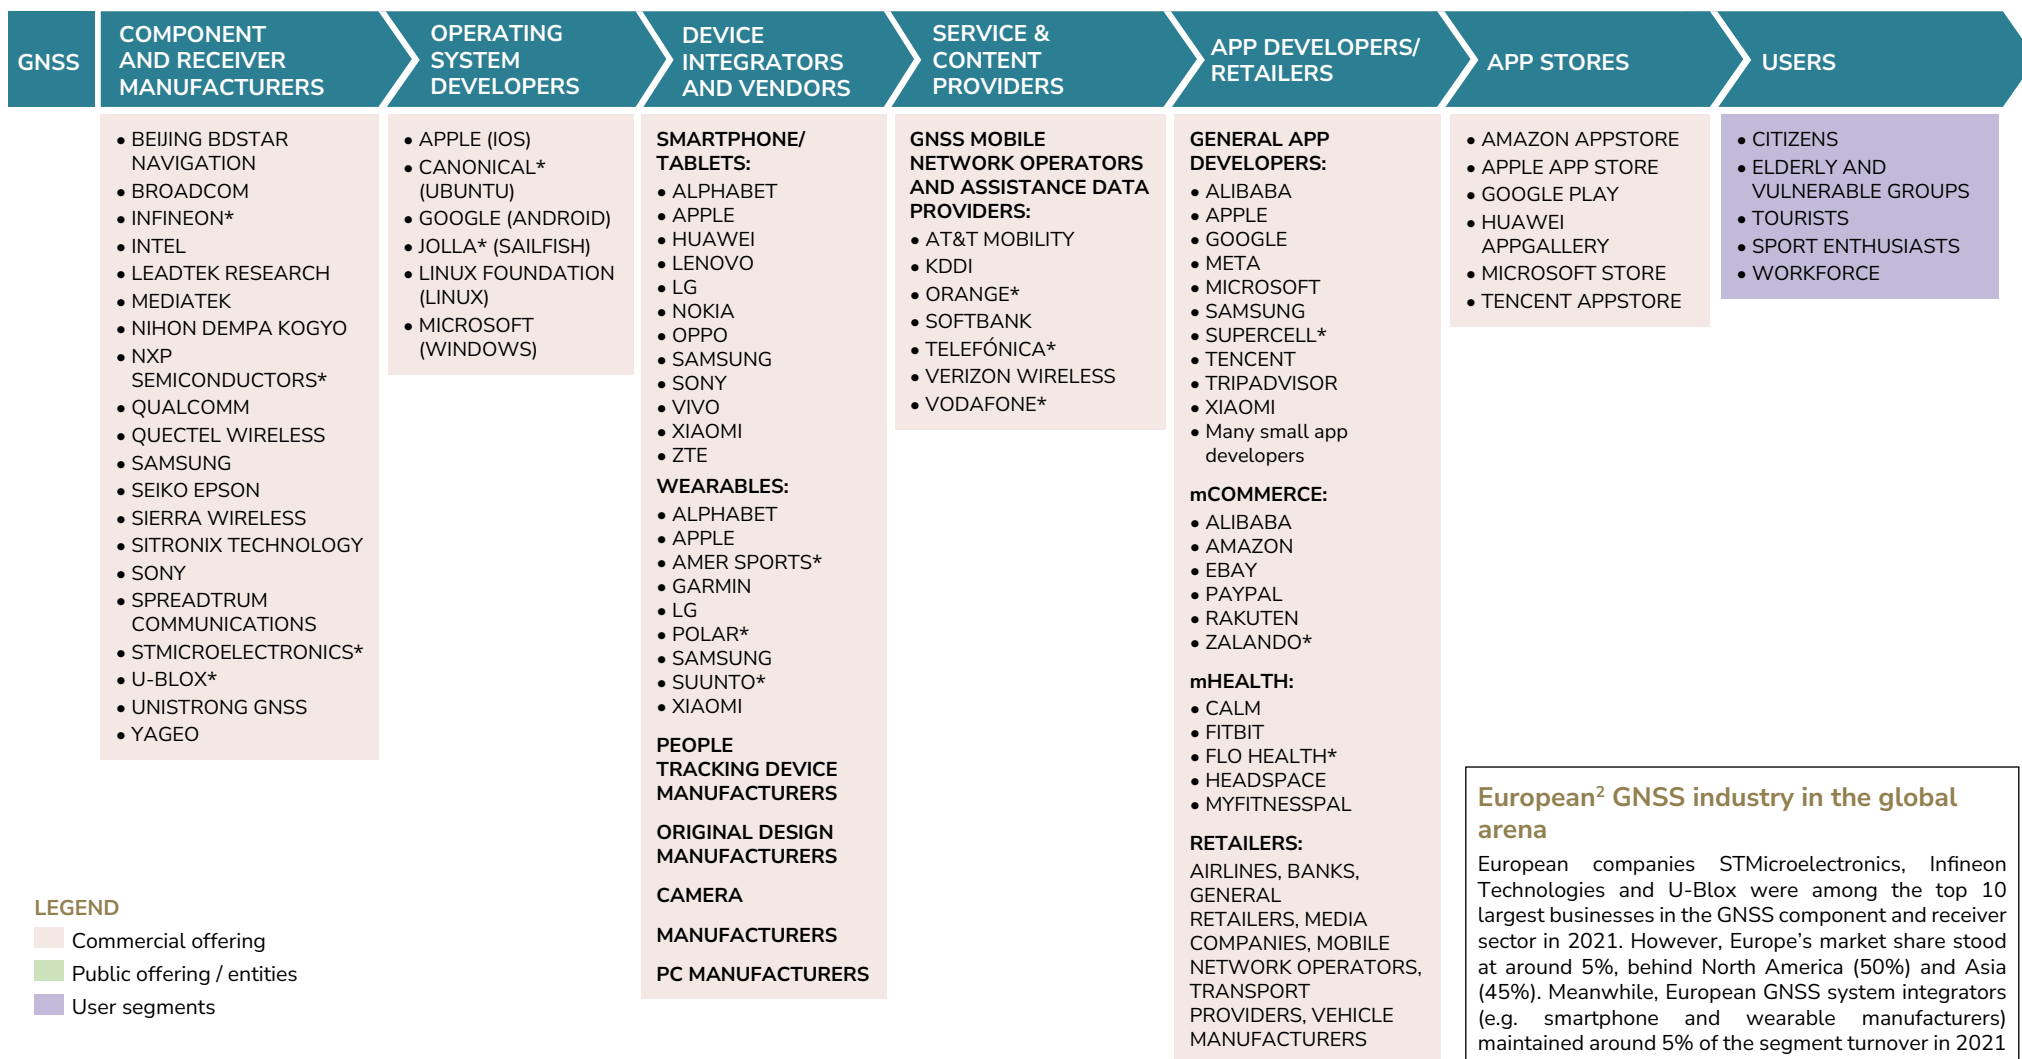 GNSS
COMPONENT
AND RECEIVER
MANUFACTURERS
OPERATING
SYSTEM
DEVELOPERS
DEVICE
INTEGRATORS
AND VENDORS
SERVICE &
CONTENT
PROVIDERS
APP DEVELOPERS/
RETAILERS
APP STORES
USERS
• BEIJING BDSTAR
NAVIGATION
• BROADCOM
• INFINEON*
• INTEL
• LEADTEK RESEARCH
• MEDIATEK
• NIHON DEMPA KOGYO
• NXP
SEMICONDUCTORS*
• QUALCOMM
• QUECTEL WIRELESS
• SAMSUNG
• SEIKO EPSON
• SIERRA WIRELESS
• SITRONIX TECHNOLOGY
• SONY
• SPREADTRUM
COMMUNICATIONS
• STMICROELECTRONICS*
• U-BLOX*
• UNISTRONG GNSS
• YAGEO
• APPLE (IOS)
• CANONICAL*
(UBUNTU)
• GOOGLE (ANDROID)
• JOLLA* (SAILFISH)
• LINUX FOUNDATION
(LINUX)
• MICROSOFT
(WINDOWS)
SMARTPHONE/
TABLETS:
• ALPHABET
• APPLE
• HUAWEI
• LENOVO
• LG
• NOKIA
• OPPO
• SAMSUNG
• SONY
• VIVO
• XIAOMI
• ZTE
WEARABLES:
• ALPHABET
• APPLE
• AMER SPORTS*
• GARMIN
• LG
• POLAR*
• SAMSUNG
• SUUNTO*
• XIAOMI
PEOPLE
TRACKING DEVICE
MANUFACTURERS
ORIGINAL DESIGN
MANUFACTURERS
CAMERA
MANUFACTURERS
PC MANUFACTURERS
GNSS MOBILE
NETWORK OPERATORS
AND ASSISTANCE DATA
PROVIDERS:
• AT&T MOBILITY
• KDDI
• ORANGE*
• SOFTBANK
• TELEFÓNICA*
• VERIZON WIRELESS
• VODAFONE*
GENERAL APP
DEVELOPERS:
• ALIBABA
• APPLE
• GOOGLE
• META
• MICROSOFT
• SAMSUNG
• SUPERCELL*
• TENCENT
• TRIPADVISOR
• XIAOMI
• Many small app
developers
mCOMMERCE:
• ALIBABA
• AMAZON
• EBAY
• PAYPAL
• RAKUTEN
• ZALANDO*
mHEALTH:
• CALM
• FITBIT
• FLO HEALTH*
• HEADSPACE
• MYFITNESSPAL
RETAILERS:
AIRLINES, BANKS,
GENERAL
RETAILERS, MEDIA
COMPANIES, MOBILE
NETWORK OPERATORS,
TRANSPORT
PROVIDERS, VEHICLE
MANUFACTURERS
• AMAZON APPSTORE
• APPLE APP STORE
• GOOGLE PLAY
• HUAWEI
APPGALLERY
• MICROSOFT STORE
• TENCENT APPSTORE
• CITIZENS
• ELDERLY AND
VULNERABLE GROUPS
• TOURISTS
• SPORT ENTHUSIASTS
• WORKFORCE
LEGEND
Commercial offering
Public offering / entities
User segments
European² GNSS industry in the global
arena
European companies STMicroelectronics, Infineon
Technologies and U-Blox were among the top 10
largest businesses in the GNSS component and receiver
sector in 2021. However, Europe’s market share stood
at around 5%, behind North America (50%) and Asia
(45%). Meanwhile, European GNSS system integrators
(e.g. smartphone and wearable manufacturers)
maintained around 5% of the segment turnover in 2021